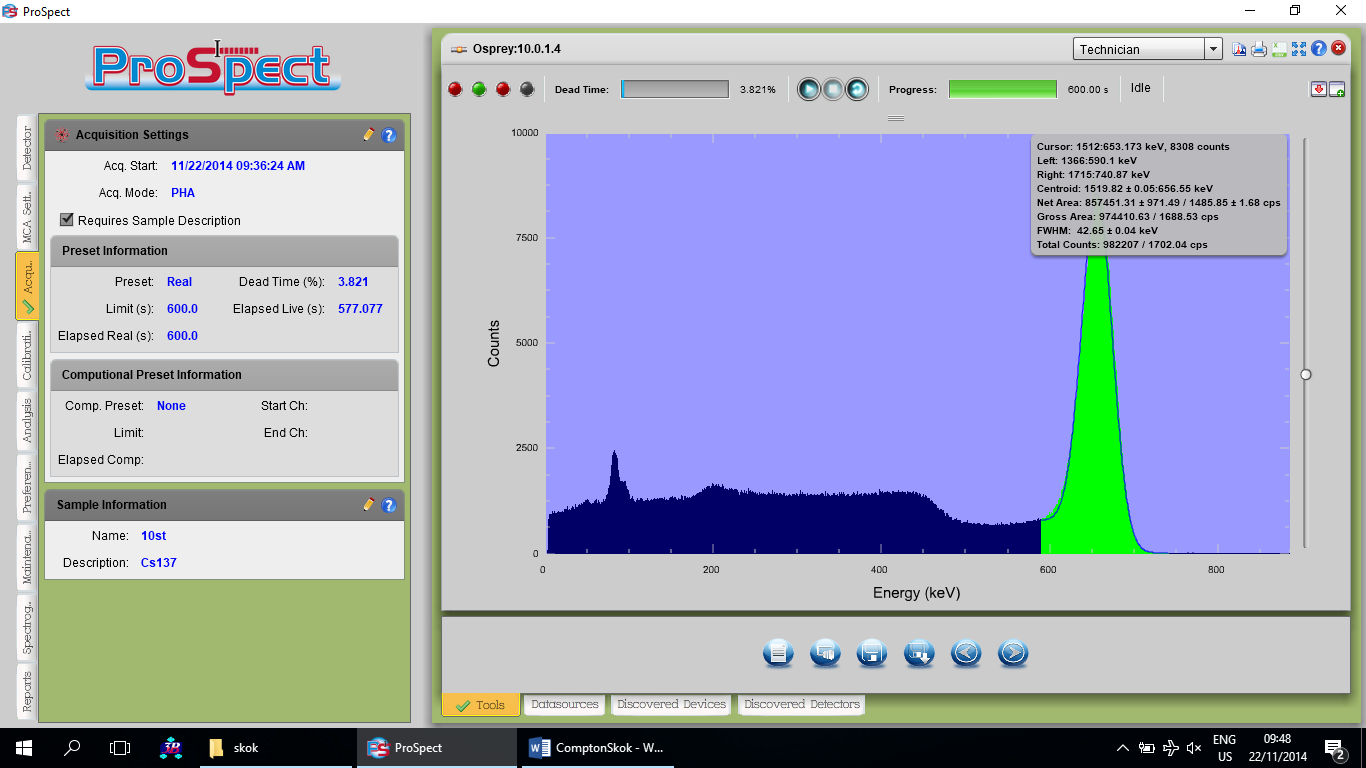 ProSpect
ProSpect
Osprey:10.0.1.4
Technician
Dead Time:
3.821%
Progress:
600.00 s
Idle
Detector
MCA Sett..
Acqu..
Calibrati..
Analysis
Preferen..
Maintend..
Spectrog..
Reports
Acquisition Settings
Acq. Start: 11/22/2014 09:36:24 AM
Acq. Mode: PHA
Requires Sample Description
Preset Information
Preset: Real Dead Time (%): 3.821
Limit (s): 600.0 Elapsed Live (s): 577.077
Elapsed Real (s): 600.0
Computional Preset Information
Comp. Preset: None Start Ch:
Limit: End Ch:
Elapsed Comp:
Sample Information
Name: 10st
Description: Cs137
10000
7500
5000
2500
0
Counts
Cursor: 1512:653.173 keV, 8308 counts
Left: 1366:590.1 keV
Right: 1715:740.87 keV
Centroid: 1519.82 ± 0.05:656.55 keV
Net Area: 857451.31 ± 971.49 / 1485.85 ± 1.68 cps
Gross Area: 974410.63 / 1688.53 cps
FWHM: 42.65 ± 0.04 keV
Total Counts: 982207 / 1702.04 cps
0 200 400 600 800
Energy (keV)
Tools
Datasources
Discovered Devices
Discovered Detectors
skok
ProSpect
ComptonSkok - W...
ENG
US
09:48
22/11/2014
2